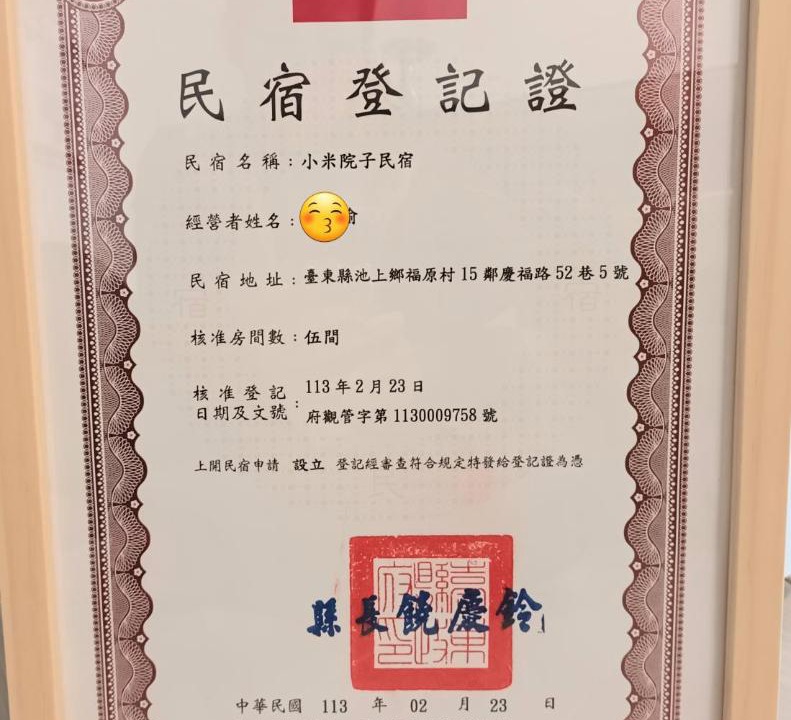 民宿登記證
民宿名稱：小米院子民宿
經營者姓名：
民宿地址：臺東縣池上鄉福原村15鄰慶福路52巷5號
核准房間數：伍間
核准登記日期及文號：113年2月23日
府觀管字第1130009758號
上開民宿申請 設立 登記經審查符合規定特發給登記證為憑
縣長饒慶鈴
中華民國 113 年 02 月 23 日